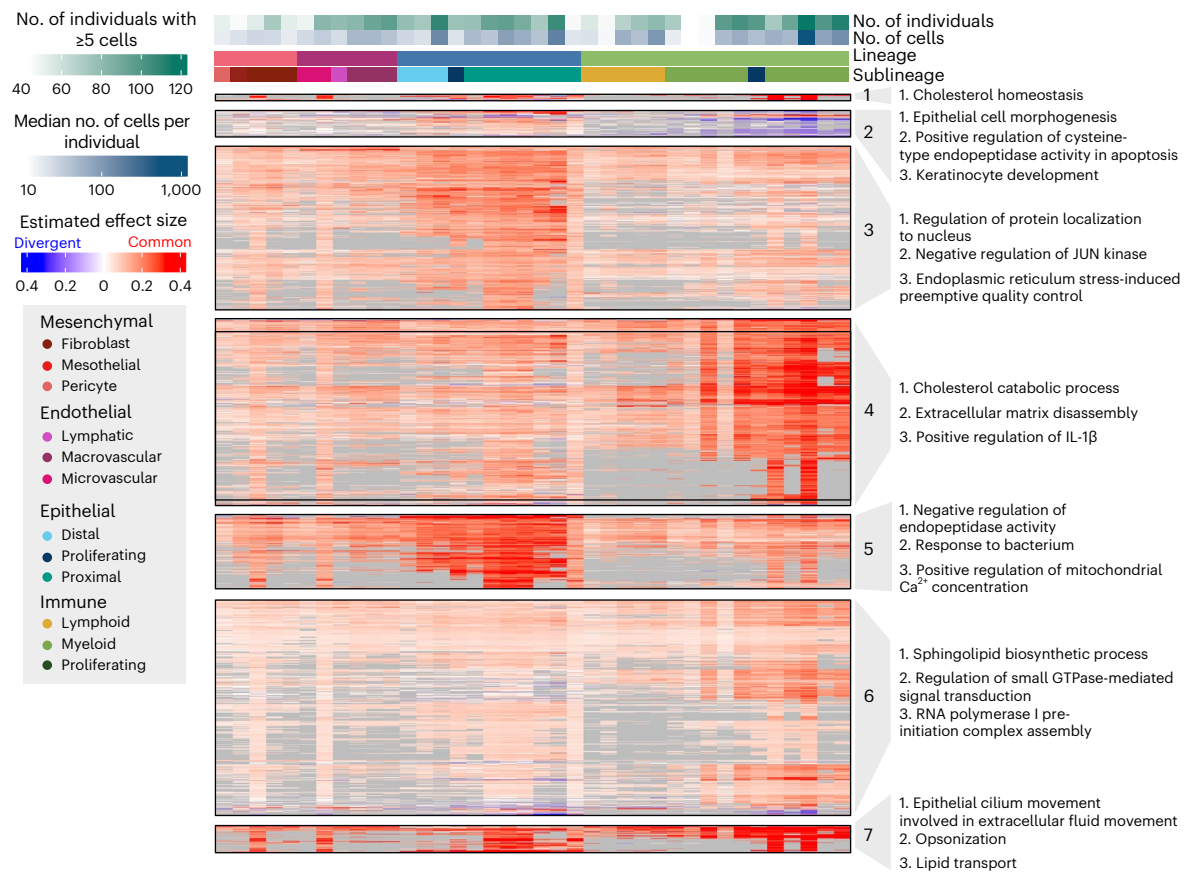 No. of individuals with
≥5 cells
40 60 80 100 120
Median no. of cells per
individual
10 100 1,000
Estimated effect size
Divergent Common
0.4 0.2 0 0.2 0.4
Mesenchymal
Fibroblast
Mesothelial
Pericyte
Endothelial
Lymphatic
Macrovascular
Microvascular
Epithelial
Distal
Proliferating
Proximal
Immune
Lymphoid
Myeloid
Proliferating
No. of individuals
No. of cells
Lineage
Sublineage
1
1. Cholesterol homeostasis
2
1. Epithelial cell morphogenesis
2. Positive regulation of cysteine-
type endopeptidase activity in apoptosis
3. Keratinocyte development
3
1. Regulation of protein localization
to nucleus
2. Negative regulation of JUN kinase
3. Endoplasmic reticulum stress-induced
preemptive quality control
4
1. Cholesterol catabolic process
2. Extracellular matrix disassembly
3. Positive regulation of IL-1β
5
1. Negative regulation of
endopeptidase activity
2. Response to bacterium
3. Positive regulation of mitochondrial
Ca²⁺ concentration
6
1. Sphingolipid biosynthetic process
2. Regulation of small GTPase-mediated
signal transduction
3. RNA polymerase I pre-
initiation complex assembly
7
1. Epithelial cilium movement
involved in extracellular fluid movement
2. Opsonization
3. Lipid transport